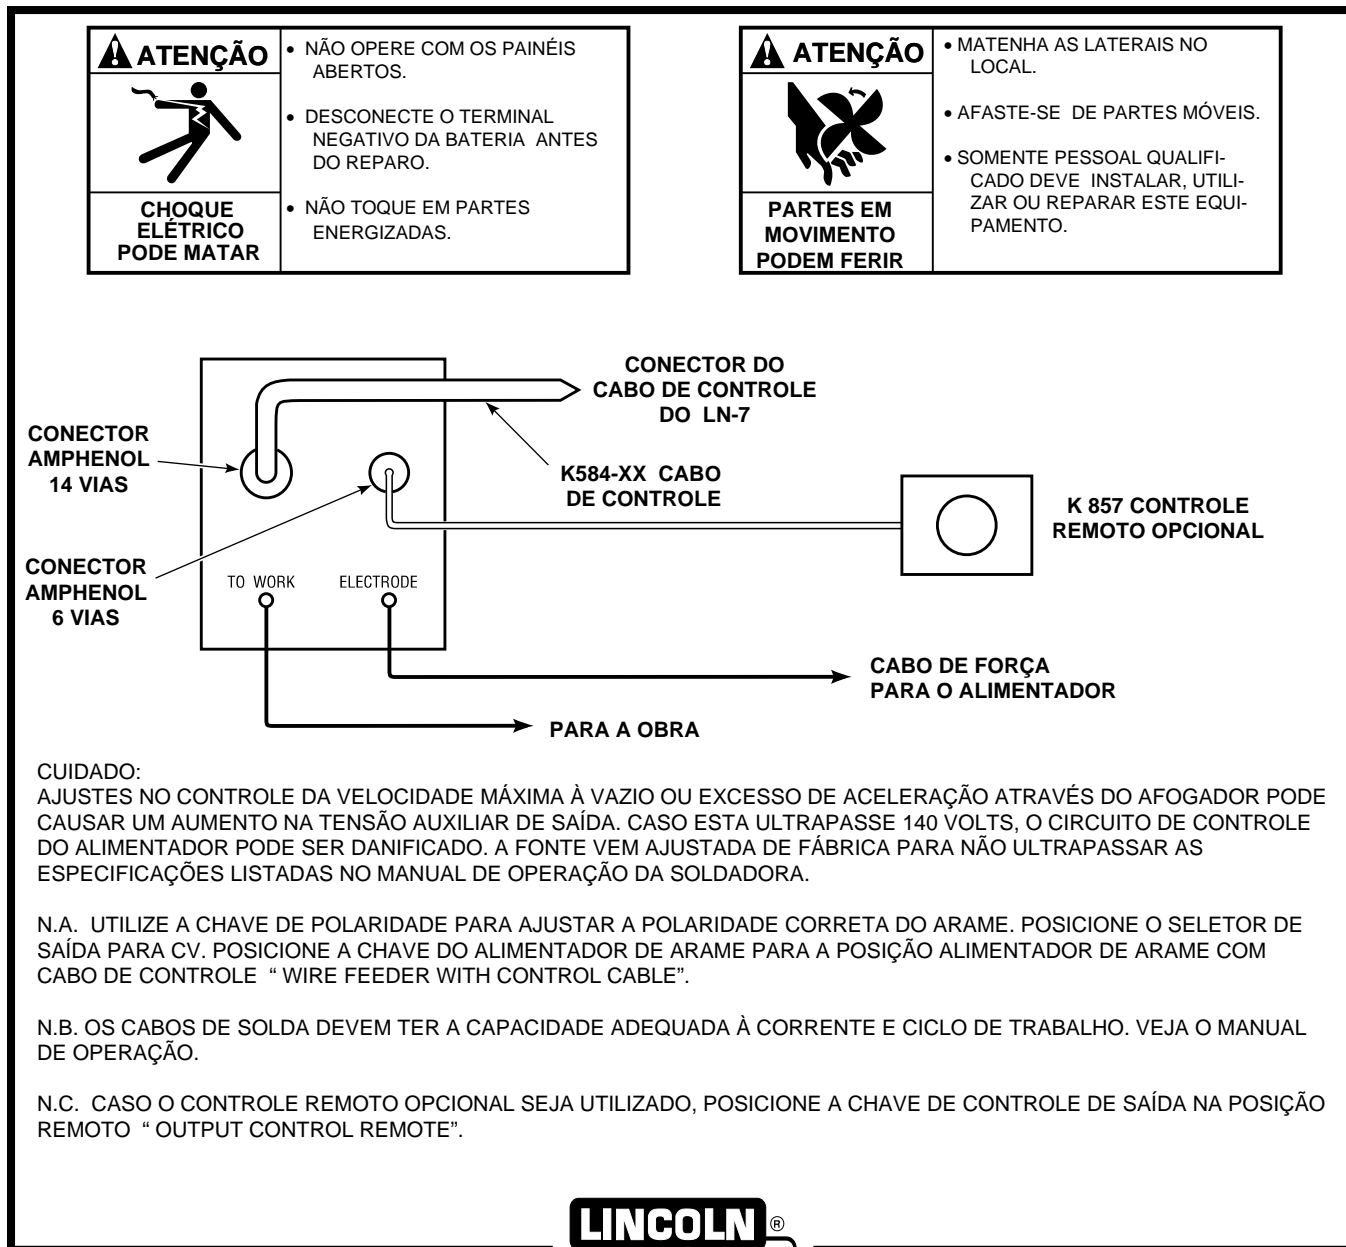 ATENÇÃO
CHOQUE
ELÉTRICO
PODE MATAR
• NÃO OPERE COM OS PAINÉIS
ABERTOS.
• DESCONECTE O TERMINAL
NEGATIVO DA BATERIA ANTES
DO REPARO.
• NÃO TOQUE EM PARTES
ENERGIZADAS.
ATENÇÃO
PARTES EM
MOVIMENTO
PODEM FERIR
• MATENHA AS LATERAIS NO
LOCAL.
• AFASTE-SE DE PARTES MÓVEIS.
• SOMENTE PESSOAL QUALIFI-
CADO DEVE INSTALAR, UTILI-
ZAR OU REPARAR ESTE EQUI-
PAMENTO.
CONECTOR DO
CABO DE CONTROLE
DO LN-7
CONECTOR
AMPHENOL
14 VIAS
K584-XX CABO
DE CONTROLE
K 857 CONTROLE
REMOTO OPCIONAL
CONECTOR
AMPHENOL
6 VIAS
TO WORK
ELECTRODE
CABO DE FORÇA
PARA O ALIMENTADOR
PARA A OBRA
CUIDADO:
AJUSTES NO CONTROLE DA VELOCIDADE MÁXIMA À VAZIO OU EXCESSO DE ACELERAÇÃO ATRAVÉS DO AFOGADOR PODE
CAUSAR UM AUMENTO NA TENSÃO AUXILIAR DE SAÍDA. CASO ESTA ULTRAPASSE 140 VOLTS, O CIRCUITO DE CONTROLE
DO ALIMENTADOR PODE SER DANIFICADO. A FONTE VEM AJUSTADA DE FÁBRICA PARA NÃO ULTRAPASSAR AS
ESPECIFICAÇÕES LISTADAS NO MANUAL DE OPERAÇÃO DA SOLDADORA.
N.A. UTILIZE A CHAVE DE POLARIDADE PARA AJUSTAR A POLARIDADE CORRETA DO ARAME. POSICIONE O SELETOR DE
SAÍDA PARA CV. POSICIONE A CHAVE DO ALIMENTADOR DE ARAME PARA A POSIÇÃO ALIMENTADOR DE ARAME COM
CABO DE CONTROLE “ WIRE FEEDER WITH CONTROL CABLE”.
N.B. OS CABOS DE SOLDA DEVEM TER A CAPACIDADE ADEQUADA À CORRENTE E CICLO DE TRABALHO. VEJA O MANUAL
DE OPERAÇÃO.
N.C. CASO O CONTROLE REMOTO OPCIONAL SEJA UTILIZADO, POSICIONE A CHAVE DE CONTROLE DE SAÍDA NA POSIÇÃO
REMOTO “ OUTPUT CONTROL REMOTE”.
LINCOLN ®